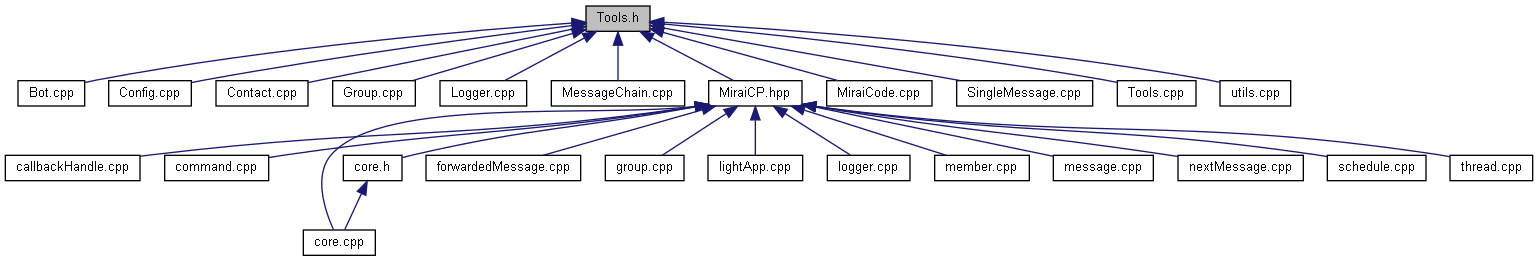 Tools.h
Bot.cpp
Config.cpp
Contact.cpp
Group.cpp
Logger.cpp
MessageChain.cpp
MiraiCP.hpp
MiraiCode.cpp
SingleMessage.cpp
Tools.cpp
utils.cpp
callbackHandle.cpp
command.cpp
core.h
forwardedMessage.cpp
group.cpp
lightApp.cpp
logger.cpp
member.cpp
message.cpp
nextMessage.cpp
schedule.cpp
thread.cpp
core.cpp